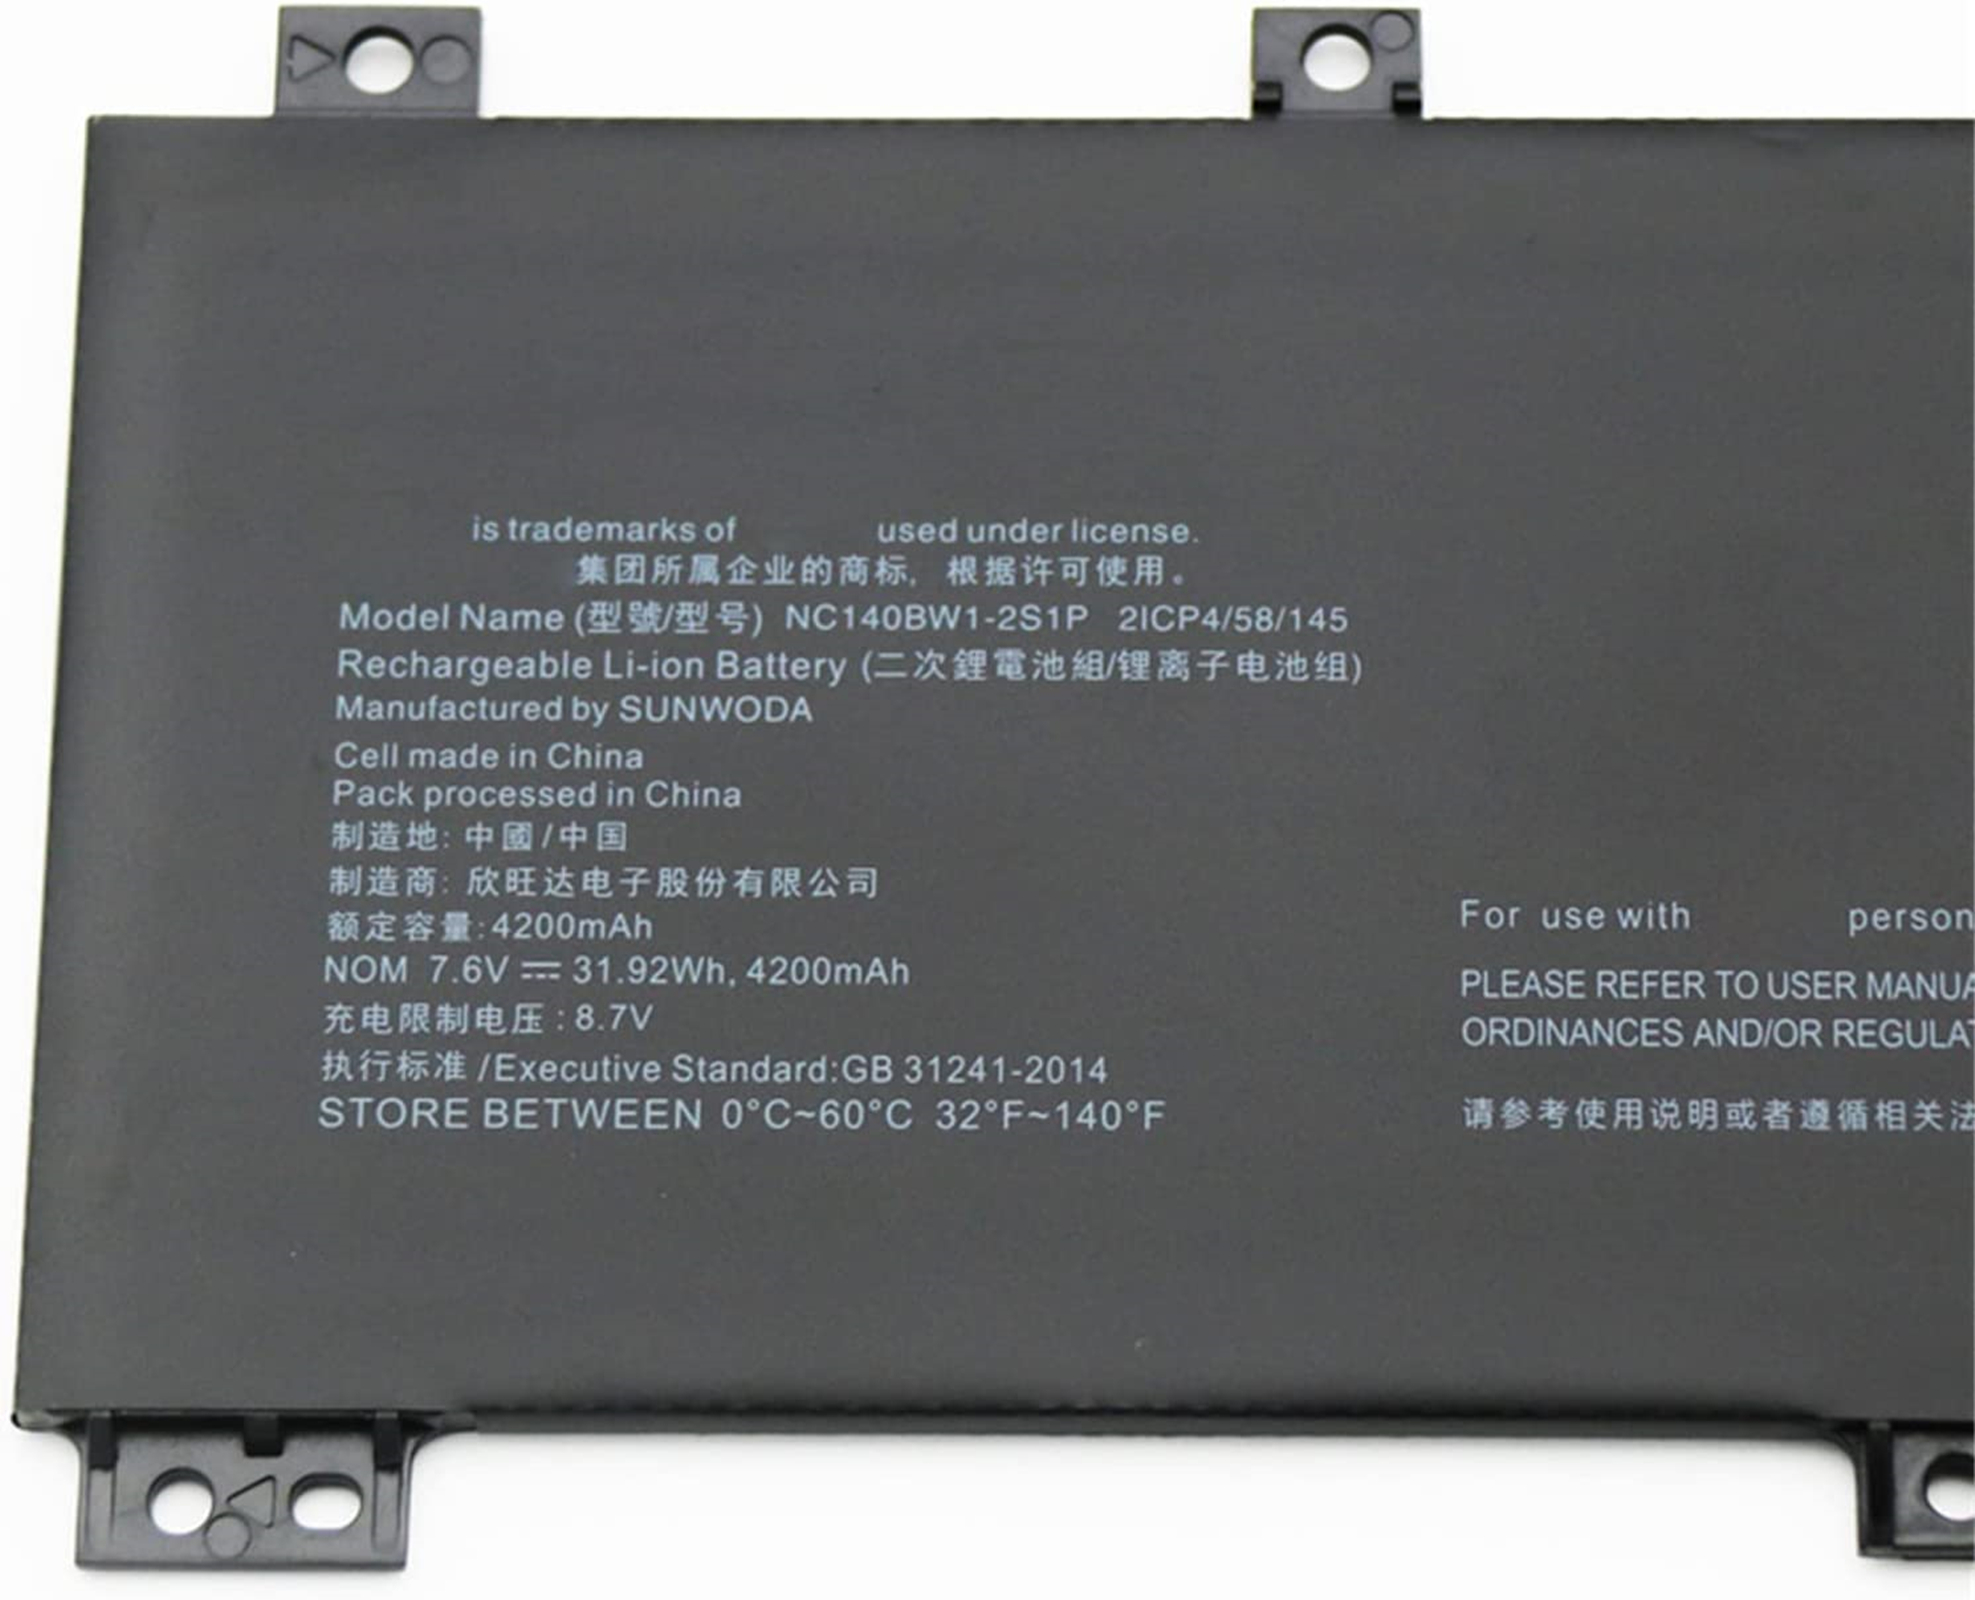 is trademarks of used under license.
集团所属企业的商标, 根据许可使用。
Model Name (型號/型号) NC140BW1-2S1P 2ICP4/58/145
Rechargeable Li-ion Battery (二次鋰電池組/锂离子电池组)
Manufactured by SUNWODA
Cell made in China
Pack processed in China
制造地: 中國/中国
制造商: 欣旺达电子股份有限公司
额定容量:4200mAh
NOM 7.6V ⎓ 31.92Wh, 4200mAh
充电限制电压:8.7V
执行标准 /Executive Standard:GB 31241-2014
STORE BETWEEN 0°C~60°C 32°F~140°F
For use with person
PLEASE REFER TO USER MANUA
ORDINANCES AND/OR REGULAT
请参考使用说明或者遵循相关法